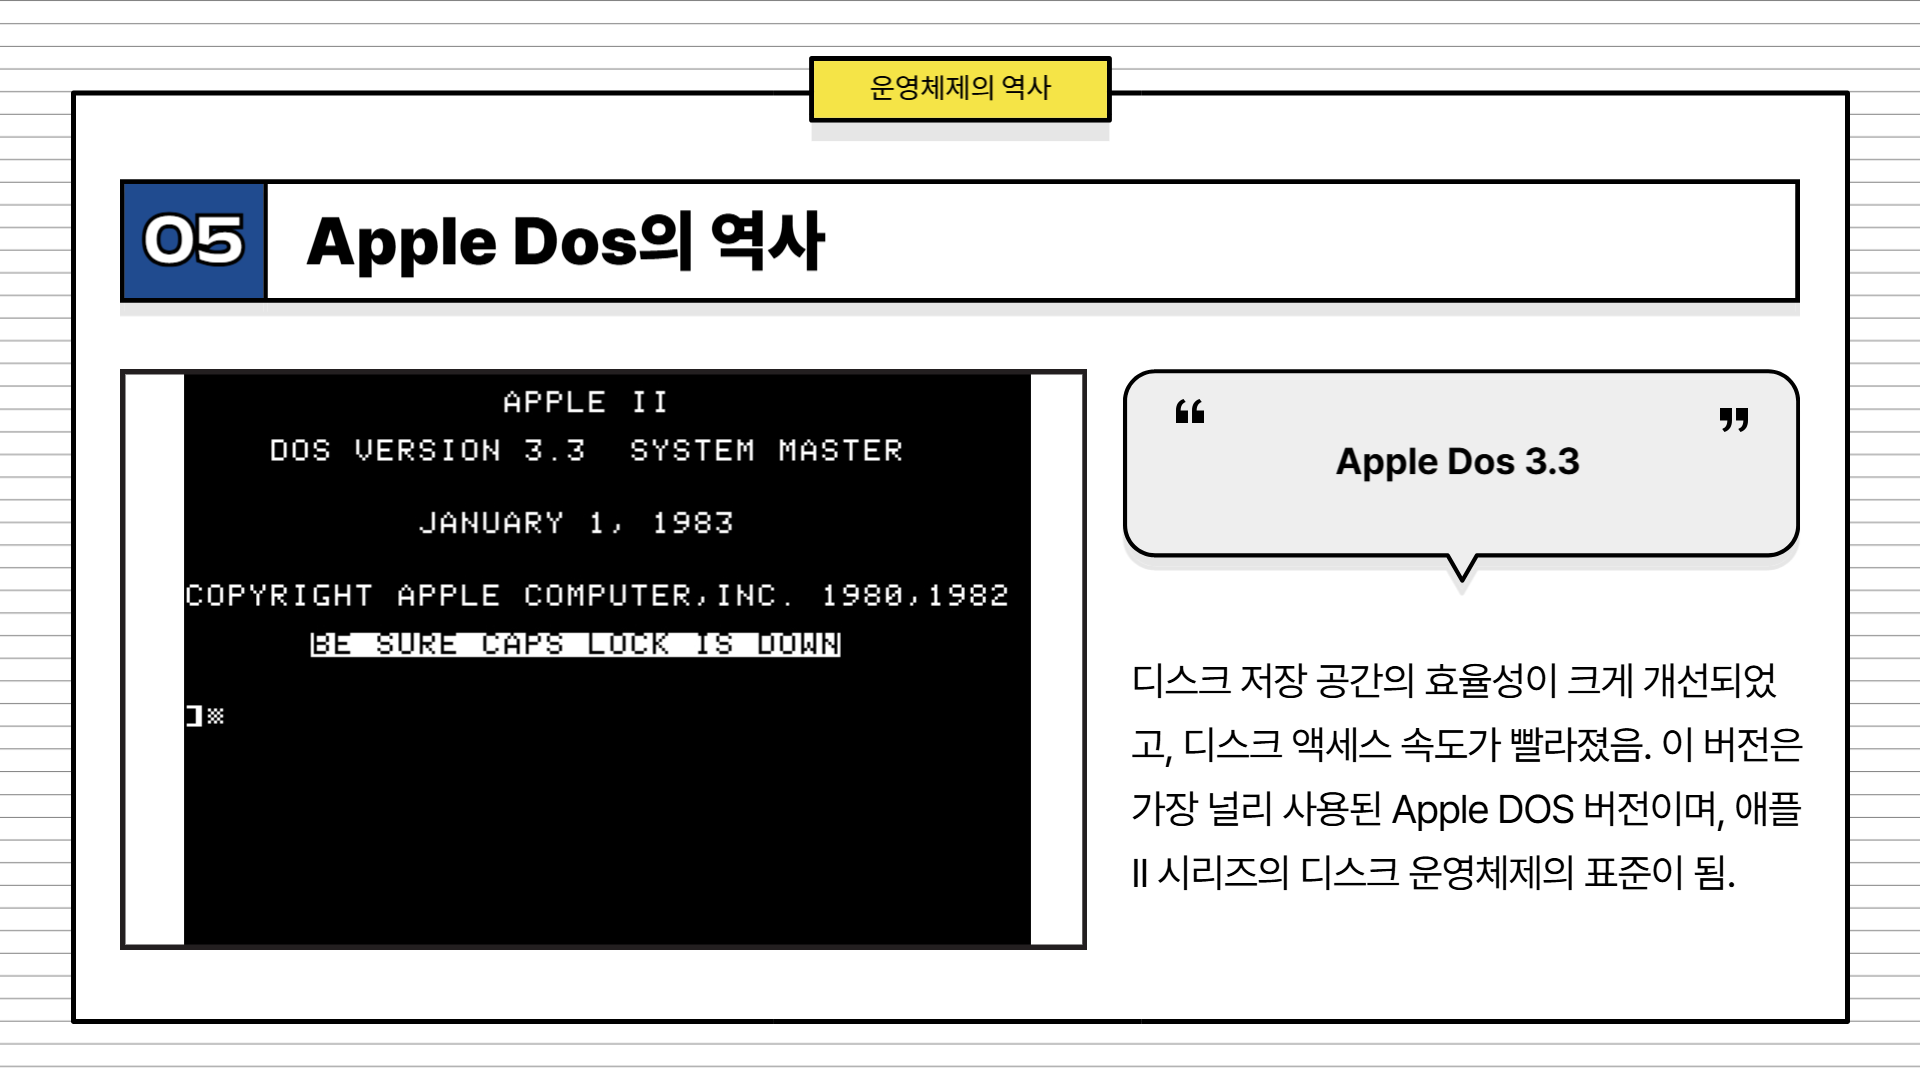 운영체제의 역사
05
Apple Dos의 역사
APPLE II
DOS VERSION 3.3 SYSTEM MASTER
JANUARY 1, 1983
COPYRIGHT APPLE COMPUTER,INC. 1980,1982
BE SURE CAPS LOCK IS DOWN
]※
“ ”
Apple Dos 3.3
디스크 저장 공간의 효율성이 크게 개선되었
고, 디스크 액세스 속도가 빨라졌음. 이 버전은
가장 널리 사용된 Apple DOS 버전이며, 애플
II 시리즈의 디스크 운영체제의 표준이 됨.